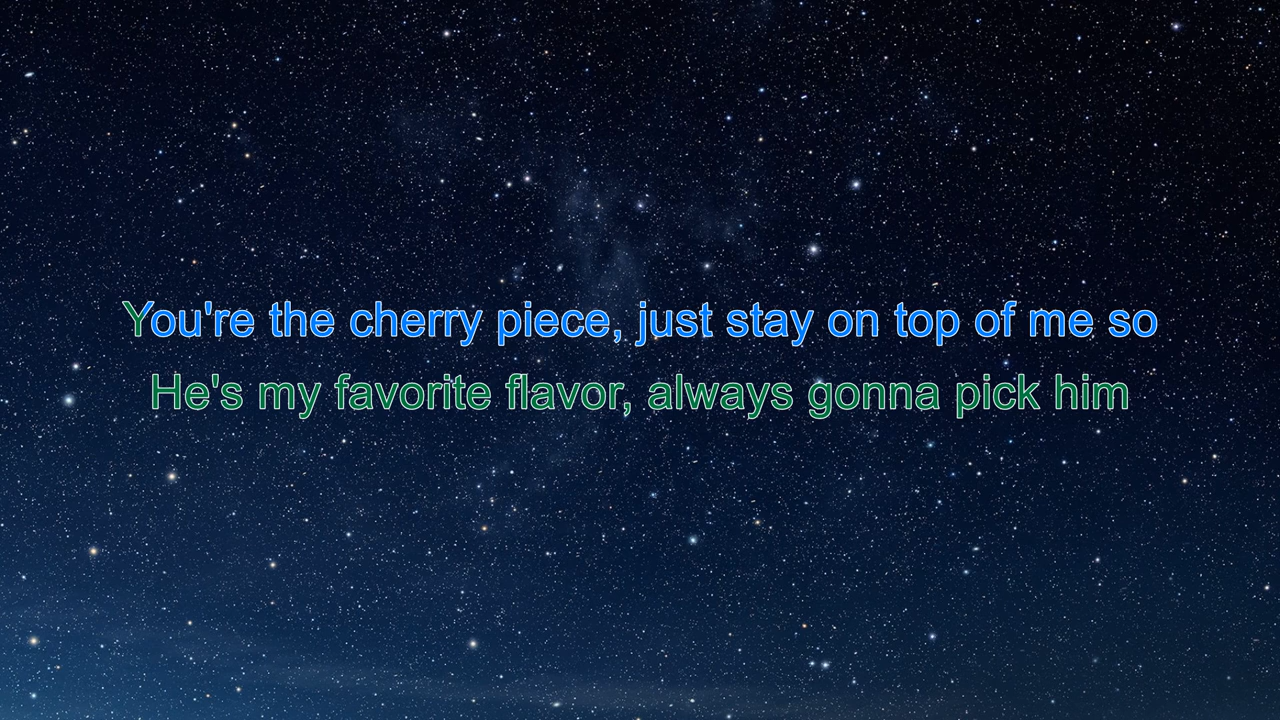 You're the cherry piece, just stay on top of me so
He's my favorite flavor, always gonna pick him